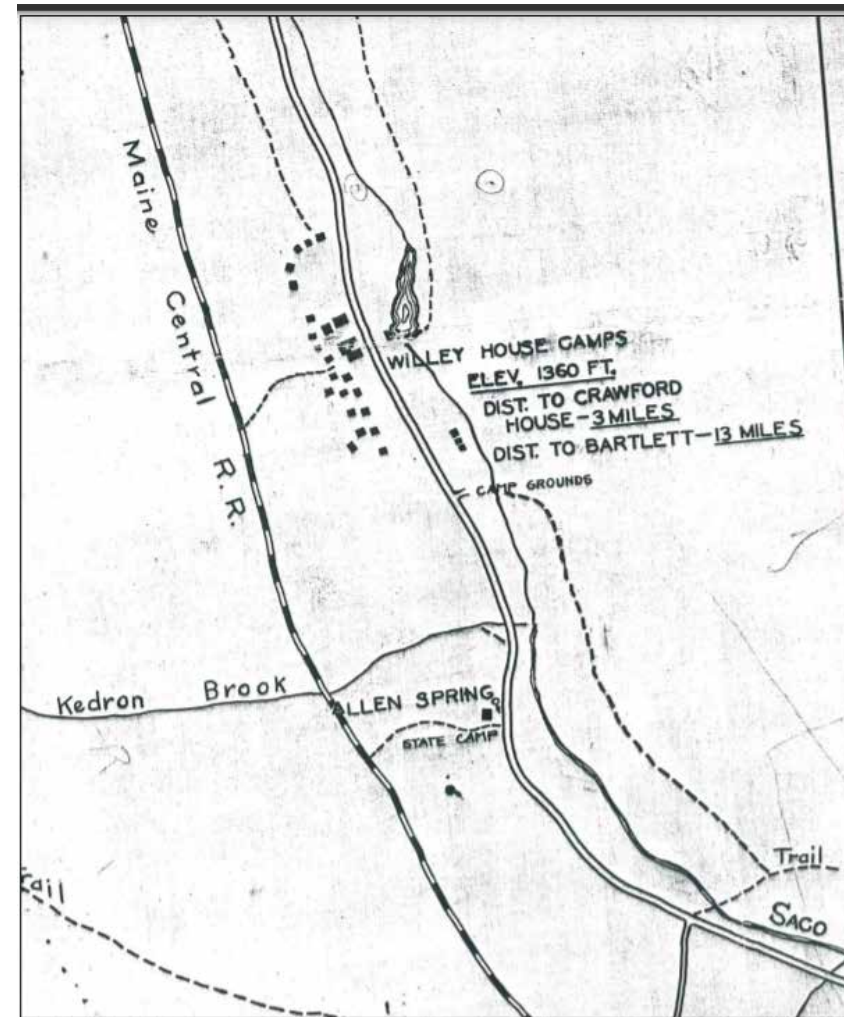 Maine Central R. R.
WILLEY HOUSE CAMPS
ELEV. 1360 FT.
DIST. TO CRAWFORD
HOUSE-3 MILES
DIST. TO BARTLETT-13 MILES
CAMP GROUNDS
Kedron Brook
ALLEN SPRING
STATE CAMP
Trail
SACO